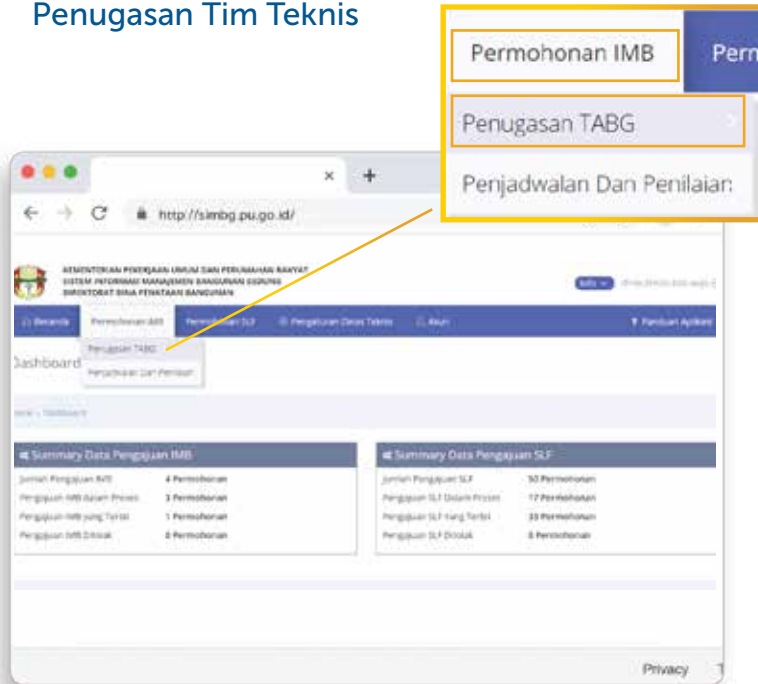 Penugasan Tim Teknis
Permohonan IMB
Perm
Penugasan TABG
Penjadwalan Dan Penilaian
http://simbg.pu.go.id/
KEMENTERIAN PEKERJAAN UMUM DAN PERUMAHAN RAKYAT
SISTEM INFORMASI MANAJEMEN BANGUNAN GEDUNG
DIREKTORAT BINA PENATAAN BANGUNAN
Beranda Permohonan IMB Permohonan SLF Pengaturan Dinas Teknis Akun Panduan Aplikasi
Penugasan TABG
Dashboard
Penjadwalan Dan Penilaian
Dashboard
Summary Data Pengajuan IMB
Jumlah Pengajuan IMB 4 Permohonan
Pengajuan IMB Dalam Proses 3 Permohonan
Pengajuan IMB yang Terbit 1 Permohonan
Pengajuan IMB Ditolak 0 Permohonan
Summary Data Pengajuan SLF
Jumlah Pengajuan SLF 50 Permohonan
Pengajuan SLF Dalam Proses 17 Permohonan
Pengajuan SLF Yang Terbit 33 Permohonan
Pengajuan SLF Ditolak 0 Permohonan
Privacy T